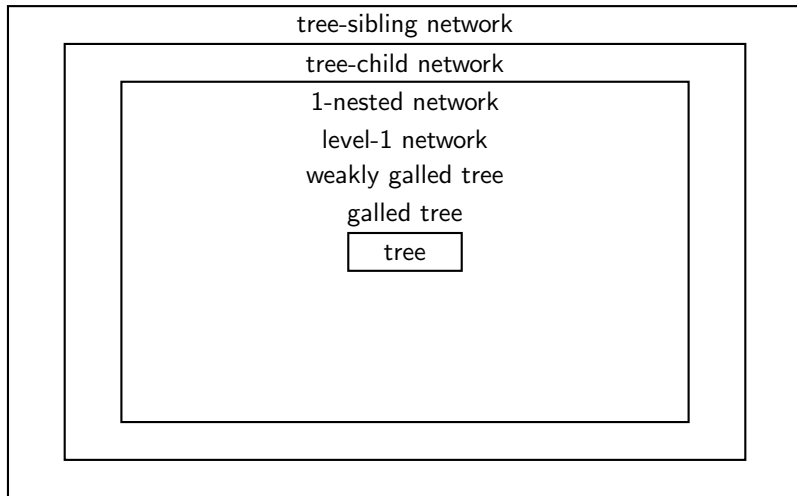 tree-sibling network
tree-child network
1-nested network
level-1 network
weakly galled tree
galled tree
tree